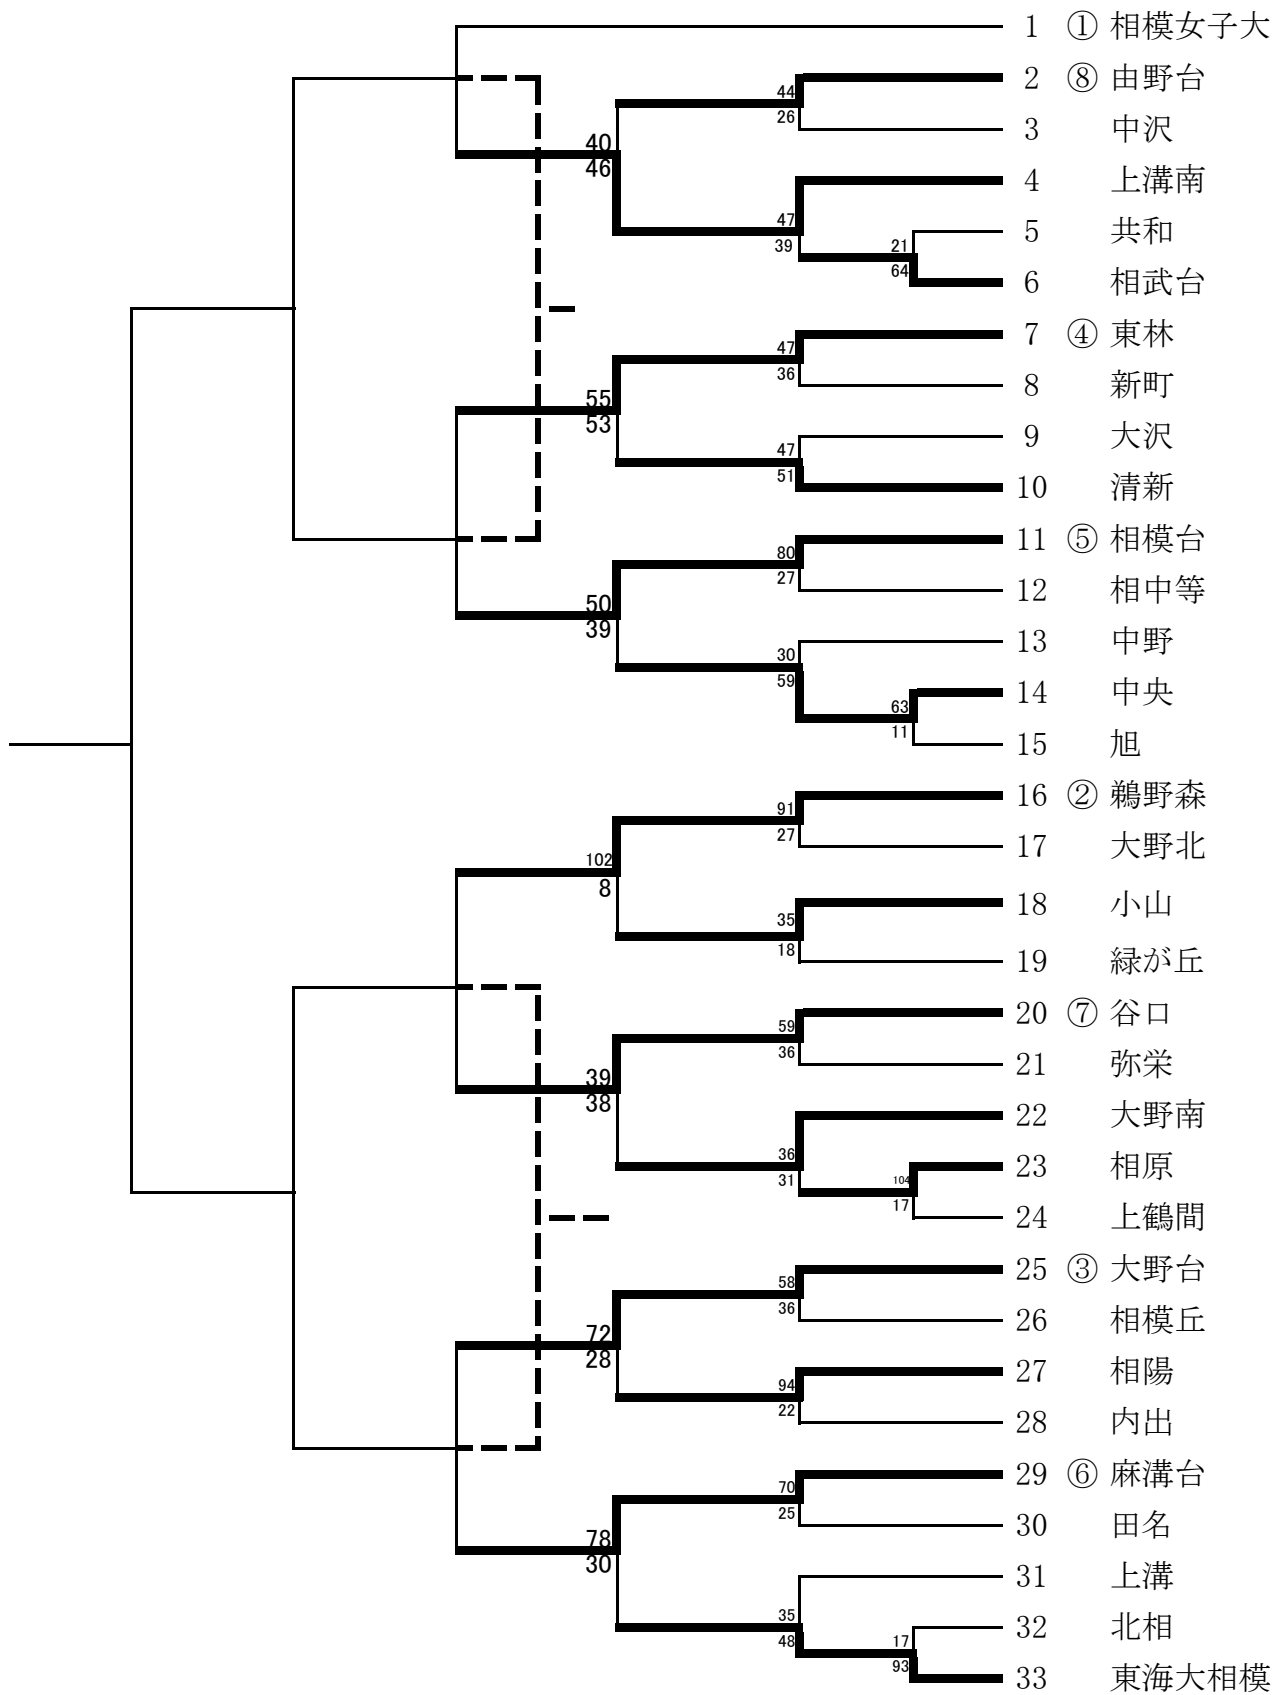 1 ① 相模女子大
44 2 ⑧ 由野台
26 3 中沢
40
46
4 上溝南
47
39
21 5 共和
64 6 相武台
47 7 ④ 東林
36 8 新町
55
53
47 9 大沢
51 10 清新
80 11 ⑤ 相模台
27 12 相中等
50
39
30 13 中野
59
63 14 中央
11 15 旭
91 16 ② 鵜野森
27 17 大野北
102
8
35 18 小山
18 19 緑が丘
59 20 ⑦ 谷口
36 21 弥栄
39
38
22 大野南
36
31
104 23 相原
17 24 上鶴間
58 25 ③ 大野台
36 26 相模丘
72
28
94 27 相陽
22 28 内出
70 29 ⑥ 麻溝台
25 30 田名
78
30
31 上溝
35
48
17 32 北相
93 33 東海大相模